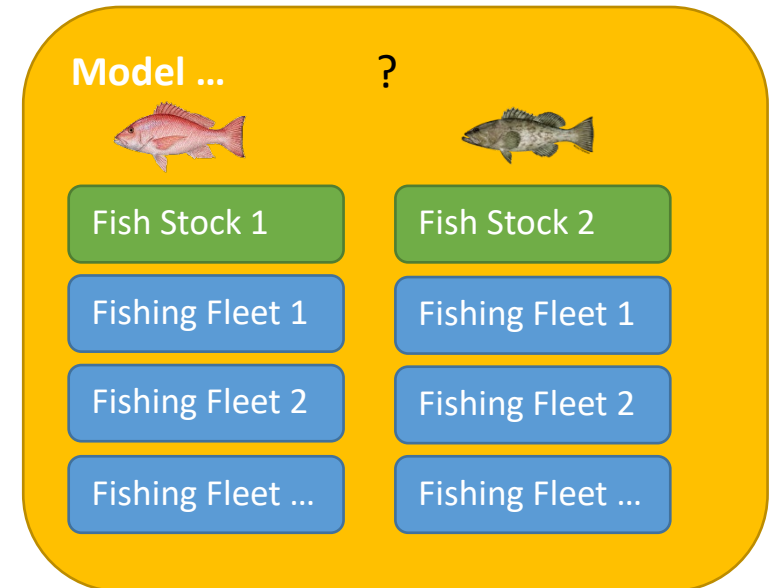 Model … ?
Fish Stock 1
Fishing Fleet 1
Fishing Fleet 2
Fishing Fleet …
Fish Stock 2
Fishing Fleet 1
Fishing Fleet 2
Fishing Fleet …